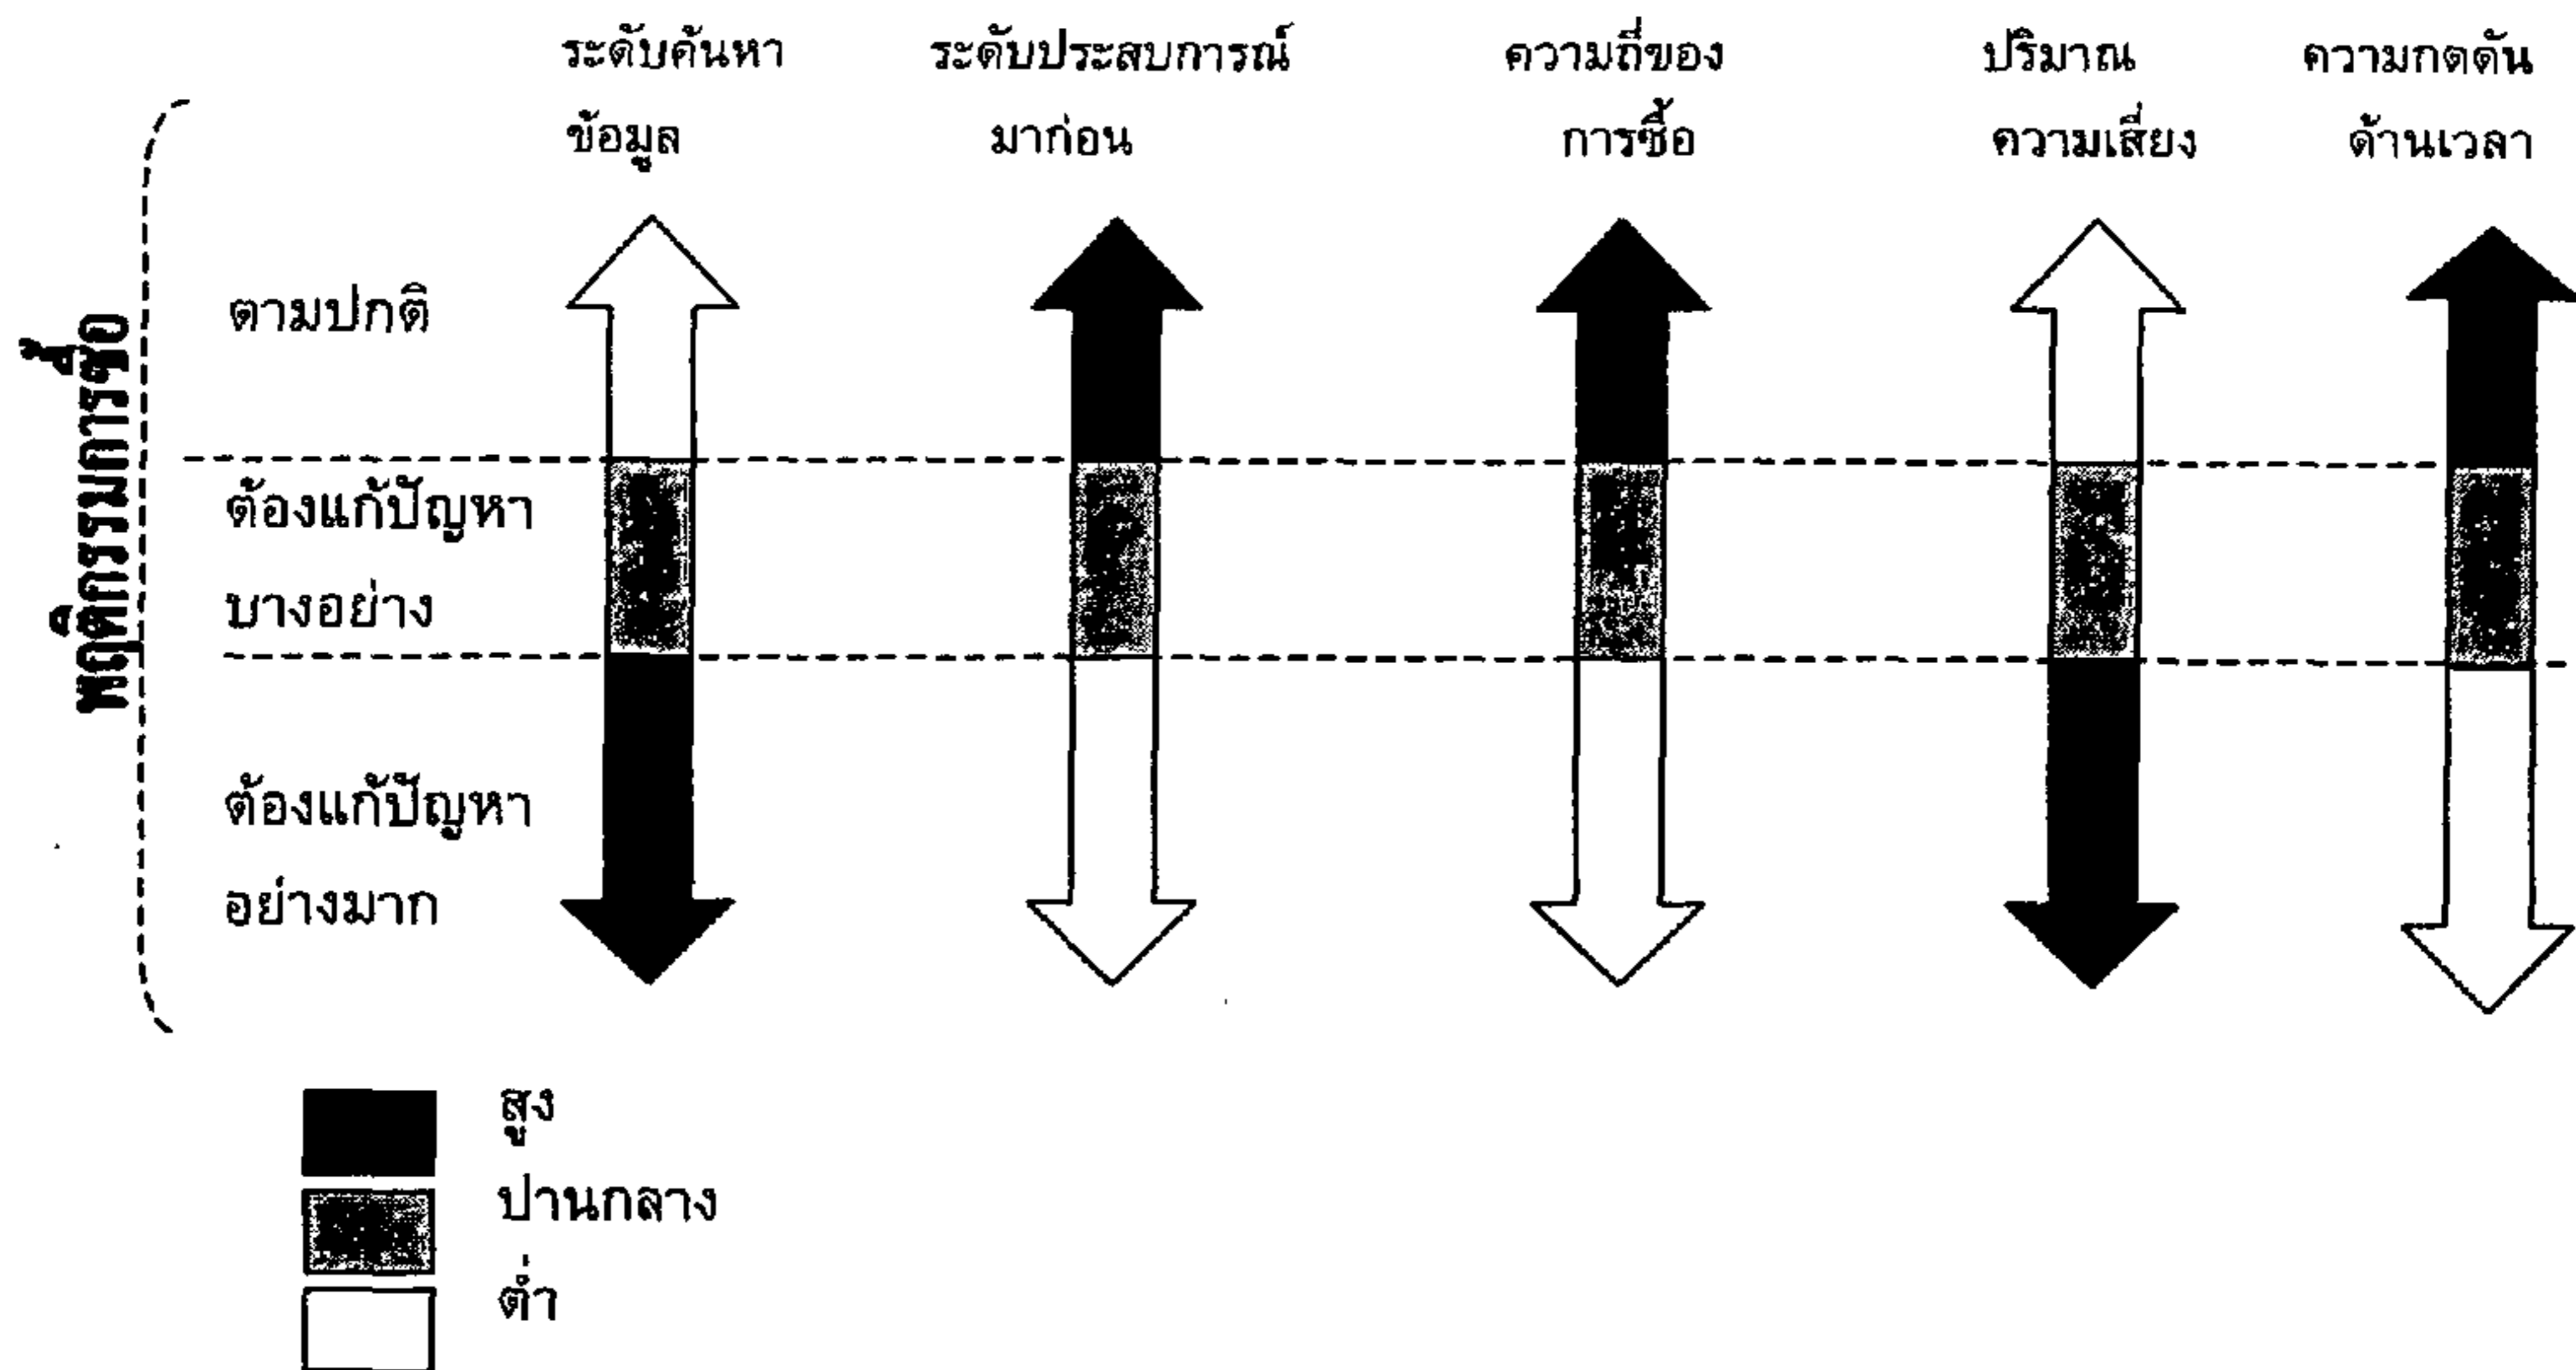 ระดับค้นหา ระดับประสบการณ์ ความถี่ของ ปริมาณ ความกดดัน
ข้อมูล มาก่อน การซื้อ ความเสี่ยง ด้านเวลา
พฤติกรรมการซื้อ
ตามปกติ
ต้องแก้ปัญหา
บางอย่าง
ต้องแก้ปัญหา
อย่างมาก
สูง
ปานกลาง
ต่ำ